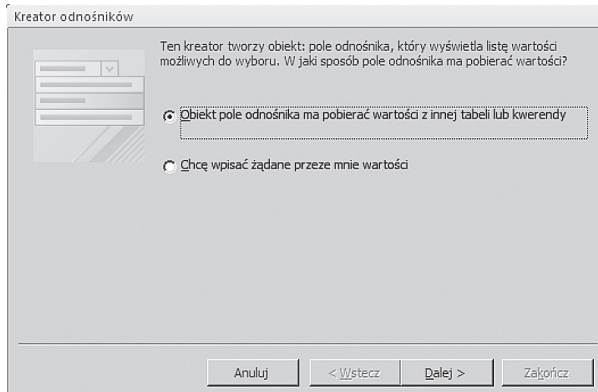 Kreator odnośników
Ten kreator tworzy obiekt: pole odnośnika, który wyświetla listę wartości
możliwych do wyboru. W jaki sposób pole odnośnika ma pobierać wartości?
Obiekt pole odnośnika ma pobierać wartości z innej tabeli lub kwerendy
Chcę wpisać żądane przeze mnie wartości
Anuluj
< Wstecz
Dalej >
Zakończ